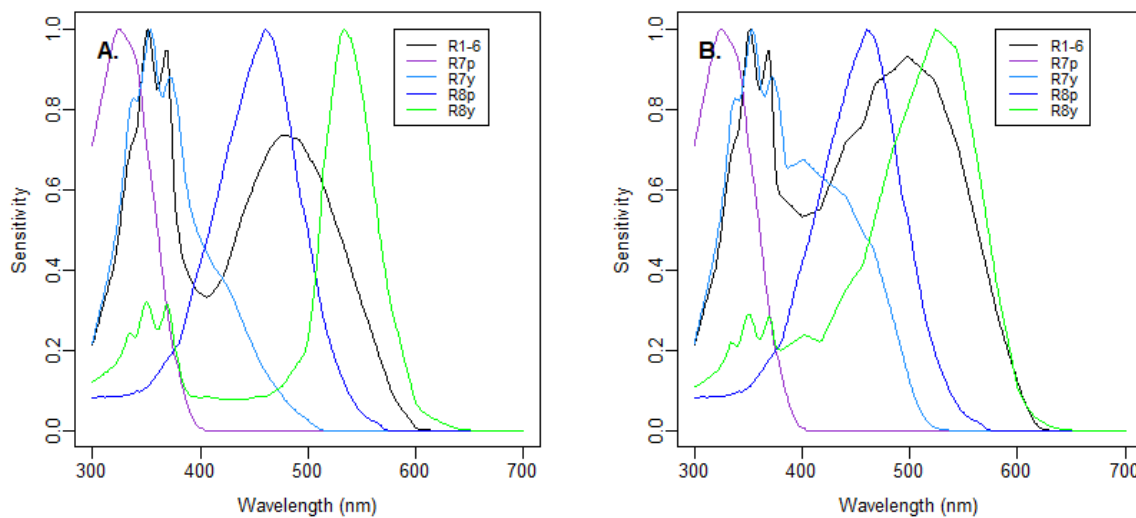 A.
R1-6
R7p
R7y
R8p
R8y
Sensitivity
0.0 0.2 0.4 0.6 0.8 1.0
300 400 500 600 700
Wavelength (nm)
B.
R1-6
R7p
R7y
R8p
R8y
Sensitivity
0.0 0.2 0.4 0.6 0.8 1.0
300 400 500 600 700
Wavelength (nm)